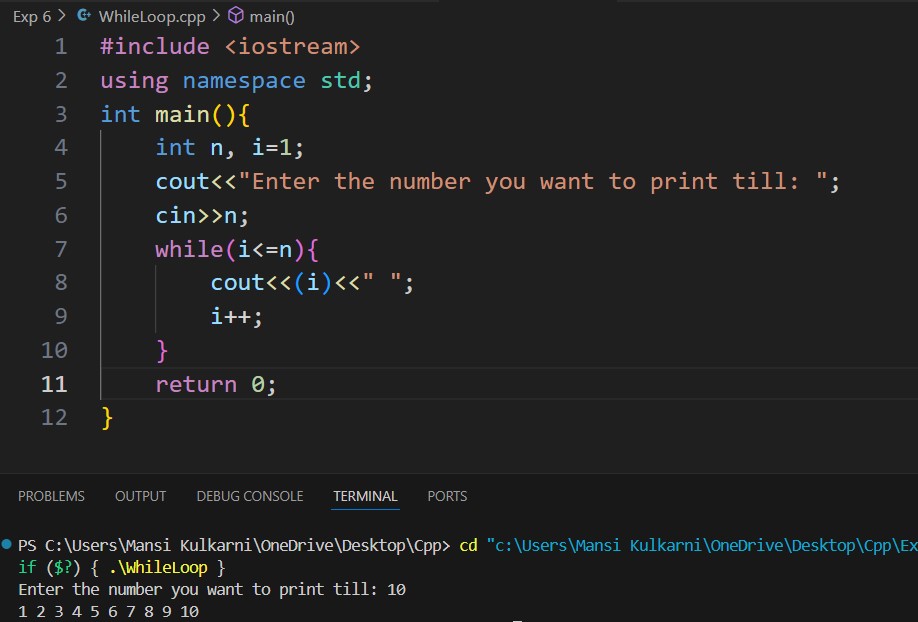 Exp 6 > WhileLoop.cpp > main()
1 #include <iostream>
2 using namespace std;
3 int main(){
4     int n, i=1;
5     cout<<"Enter the number you want to print till: ";
6     cin>>n;
7     while(i<=n){
8         cout<<(i)<<" ";
9         i++;
10     }
11     return 0;
12 }
PROBLEMS OUTPUT DEBUG CONSOLE TERMINAL PORTS
PS C:\Users\Mansi Kulkarni\OneDrive\Desktop\Cpp> cd "c:\Users\Mansi Kulkarni\OneDrive\Desktop\Cpp\Ex
if ($?) { .\WhileLoop }
Enter the number you want to print till: 10
1 2 3 4 5 6 7 8 9 10